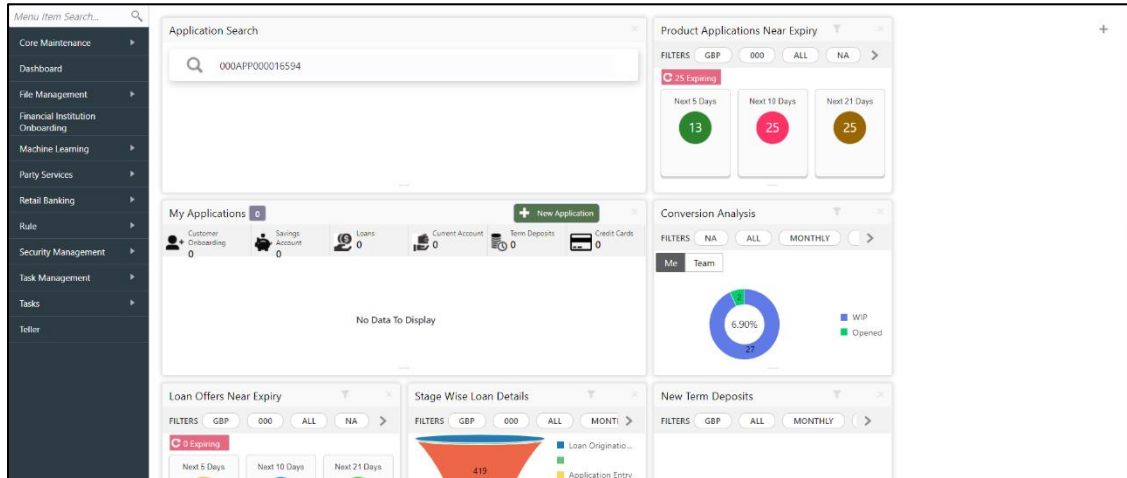 Menu Item Search...
Core Maintenance
Dashboard
File Management
Financial Institution
Onboarding
Machine Learning
Party Services
Retail Banking
Rule
Security Management
Task Management
Tasks
Teller
Application Search
000APP000016594
Product Applications Near Expiry
FILTERS GBP 000 ALL NA
25 Expiring
Next 5 Days Next 10 Days Next 21 Days
13 25 25
My Applications 0 New Application
Customer
Onboarding
0
Savings
Account
0
Loans
0
Current Account
0
Term Deposits
0
Credit Cards
0
No Data To Display
Conversion Analysis
FILTERS NA ALL MONTHLY
Me Team
2
6.90%
27
WIP
Opened
Loan Offers Near Expiry
FILTERS GBP 000 ALL NA
0 Expiring
Next 5 Days Next 10 Days Next 21 Days
Stage Wise Loan Details
FILTERS GBP 000 ALL MONT
419
Loan Originatio...
Application Entry
New Term Deposits
FILTERS GBP ALL MONTHLY